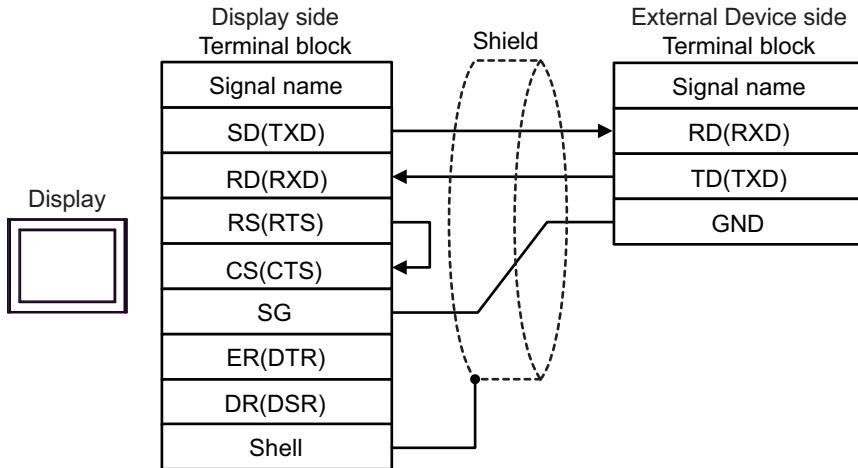 Display side
Terminal block
Signal name
SD(TXD)
RD(RXD)
RS(RTS)
CS(CTS)
SG
ER(DTR)
DR(DSR)
Shell
Display
Shield
External Device side
Terminal block
Signal name
RD(RXD)
TD(TXD)
GND